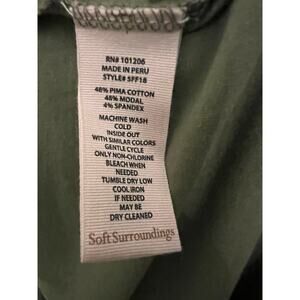 RN# 101206
MADE IN PERU
STYLE# 5FF18
48% PIMA COTTON
48% MODAL
4% SPANDEX
MACHINE WASH
COLD
INSIDE OUT
WITH SIMILAR COLORS
GENTLE CYCLE
ONLY NON-CHLORINE
BLEACH WHEN
NEEDED
TUMBLE DRY LOW
COOL IRON
IF NEEDED
MAY BE
DRY CLEANED
Soft Surroundings